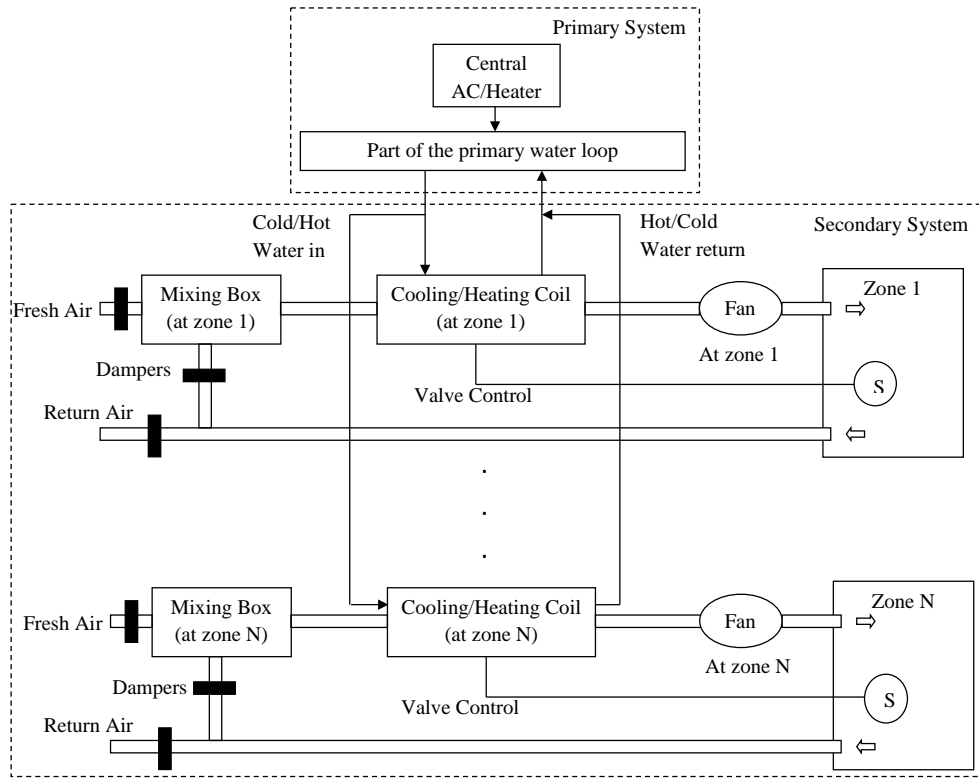 Primary System
Central
AC/Heater
Part of the primary water loop
Cold/Hot
Water in
Hot/Cold
Water return
Secondary System
Fresh Air
Mixing Box
(at zone 1)
Cooling/Heating Coil
(at zone 1)
Fan
At zone 1
Zone 1
Dampers
Valve Control
S
Return Air
.
.
.
Fresh Air
Mixing Box
(at zone N)
Cooling/Heating Coil
(at zone N)
Fan
At zone N
Zone N
Dampers
Valve Control
S
Return Air